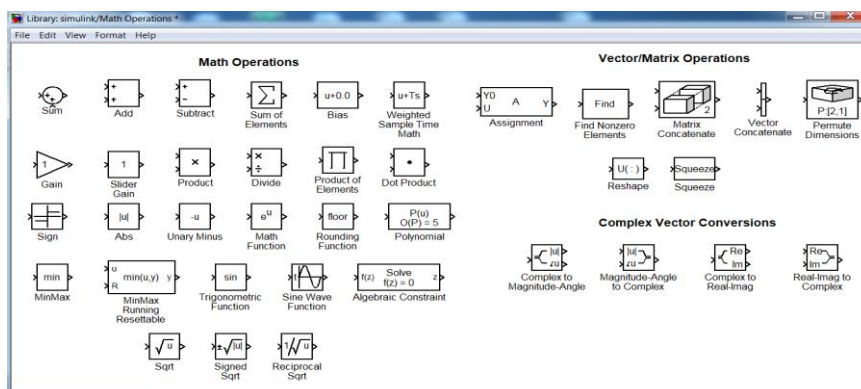 Library: simulink/Math Operations *
File Edit View Format Help
Math Operations
Sum
Add
Subtract
Σ
Sum of
Elements
u+0.0
Bias
u+Ts
Weighted
Sample Time
Math
1
Gain
1
Slider
Gain
×
Product
×
÷
Divide
∏
Product of
Elements
•
Dot Product
Sign
|u|
Abs
-u
Unary Minus
e^u
Math
Function
floor
Rounding
Function
P(u)
O(P) = 5
Polynomial
min
MinMax
u
R
min(u,y)
y
MinMax
Running
Resettable
sin
Trigonometric
Function
t
Sine Wave
Function
f(z)
Solve
f(z) = 0
z
Algebraic Constraint
√u
Sqrt
±√|u|
Signed
Sqrt
1/√u
Reciprocal
Sqrt
Vector/Matrix Operations
Y0
U
A
Y
Assignment
Find
Find Nonzero
Elements
2
Matrix
Concatenate
Vector
Concatenate
P:[2,1]
Permute
Dimensions
U( : )
Reshape
Squeeze
Squeeze
Complex Vector Conversions
|u|
∠u
Complex to
Magnitude-Angle
|u|
∠u
Magnitude-Angle
to Complex
Re
Im
Complex to
Real-Imag
Re
Im
Real-Imag to
Complex